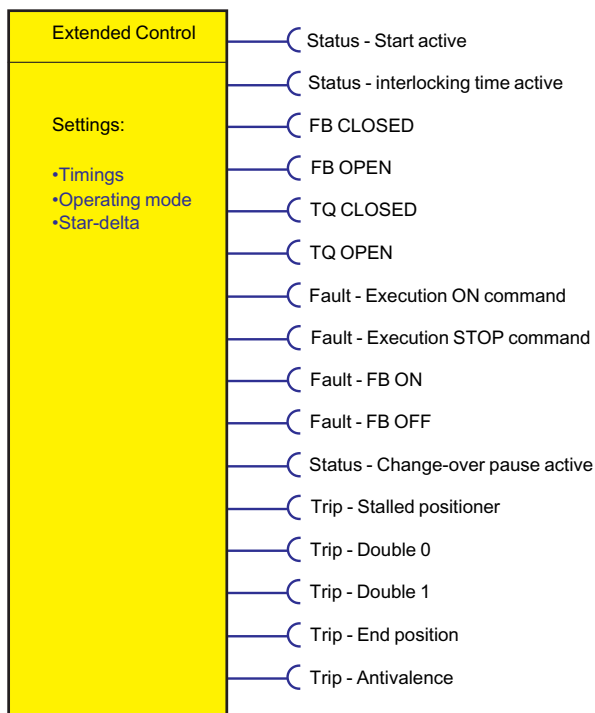 Extended Control
Settings:
•Timings
•Operating mode
•Star-delta
Status - Start active
Status - interlocking time active
FB CLOSED
FB OPEN
TQ CLOSED
TQ OPEN
Fault - Execution ON command
Fault - Execution STOP command
Fault - FB ON
Fault - FB OFF
Status - Change-over pause active
Trip - Stalled positioner
Trip - Double 0
Trip - Double 1
Trip - End position
Trip - Antivalence